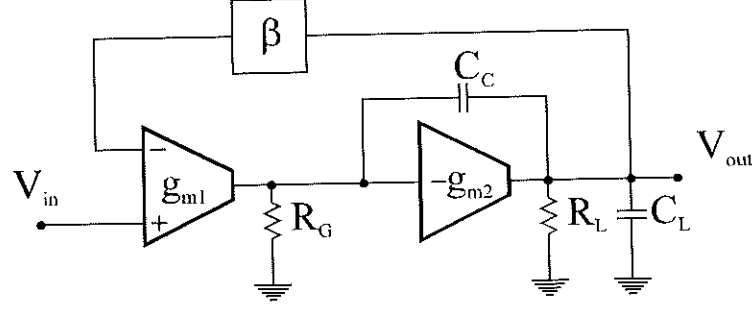 β
C_C
V_out
−
g_m1
V_in
+
R_G
−g_m2
R_L
C_L